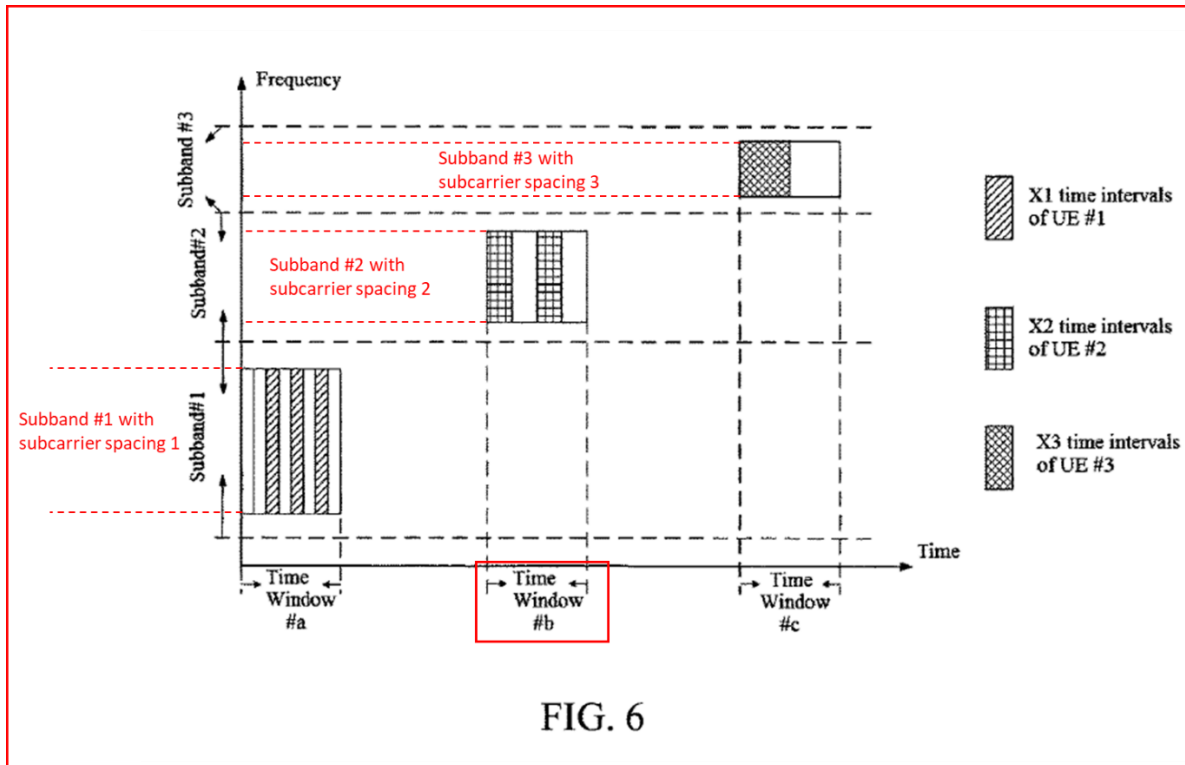 Frequency
Subband #3
Subband #3 with
subcarrier spacing 3
X1 time intervals
of UE #1
Subband#2
Subband #2 with
subcarrier spacing 2
X2 time intervals
of UE #2
Subband #1 with
subcarrier spacing 1
Subband#1
X3 time intervals
of UE #3
Time
Time
Window
#a
Time
Window
#b
Time
Window
#c
FIG. 6